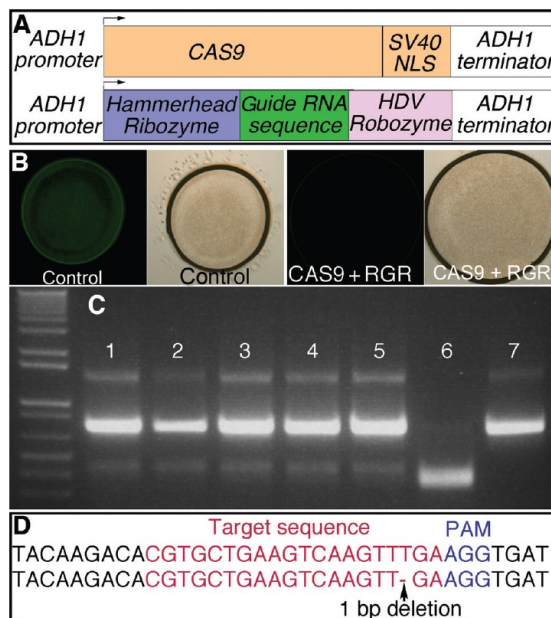 A
ADH1 promoter CAS9 SV40 NLS ADH1 terminator
ADH1 promoter Hammerhead Ribozyme Guide RNA sequence HDV Robozyme ADH1 terminator
B
Control Control CAS9 + RGR CAS9 + RGR
C
1 2 3 4 5 6 7
D
Target sequence PAM
TACAAGACACGTGCTGAAGTCAAGTTTGAAGGTGAT
TACAAGACACGTGCTGAAGTCAAGTT-GAAGGTGAT
1 bp deletion